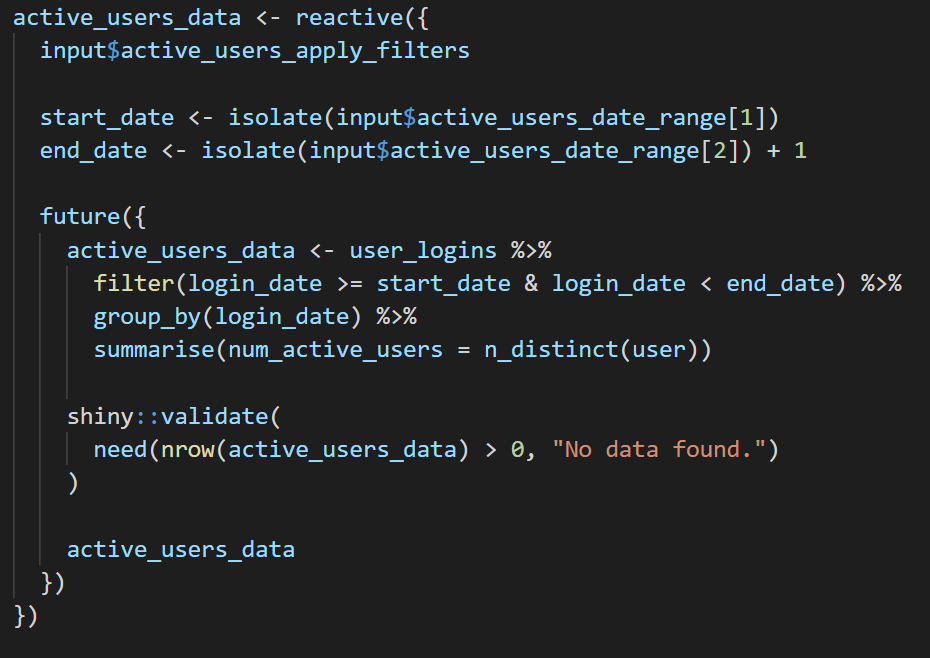 active_users_data <- reactive({
  input$active_users_apply_filters

  start_date <- isolate(input$active_users_date_range[1])
  end_date <- isolate(input$active_users_date_range[2]) + 1

  future({
    active_users_data <- user_logins %>%
      filter(login_date >= start_date & login_date < end_date) %>%
      group_by(login_date) %>%
      summarise(num_active_users = n_distinct(user))

    shiny::validate(
      need(nrow(active_users_data) > 0, "No data found.")
    )

    active_users_data
  })
})